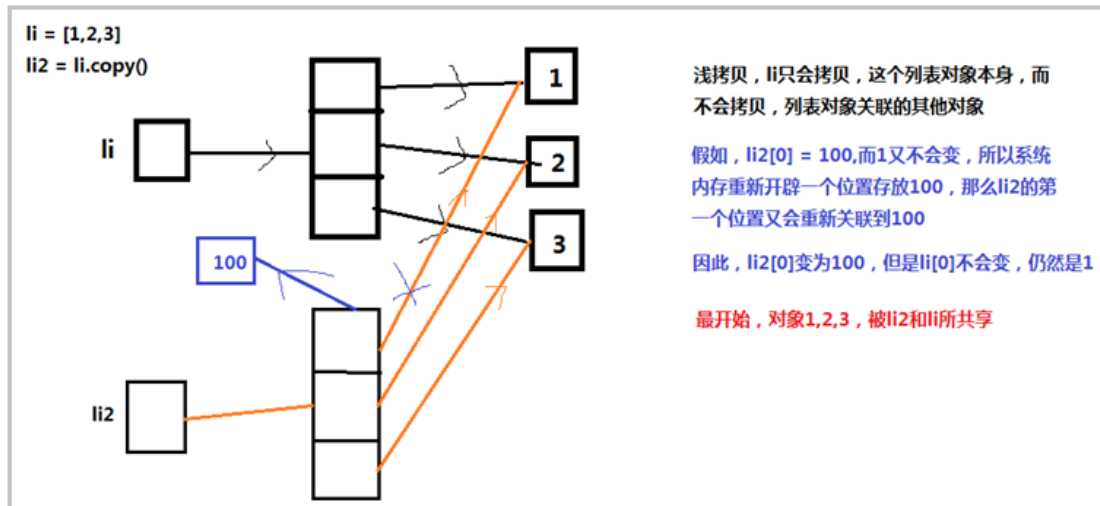 li = [1,2,3]
li2 = li.copy()
li
1
2
3
100
li2
浅拷贝，li只会拷贝，这个列表对象本身，而
不会拷贝，列表对象关联的其他对象
假如，li2[0] = 100,而1又不会变，所以系统
内存重新开辟一个位置存放100，那么li2的第
一个位置又会重新关联到100
因此，li2[0]变为100，但是li[0]不会变，仍然是1
最开始，对象1,2,3，被li2和li所共享